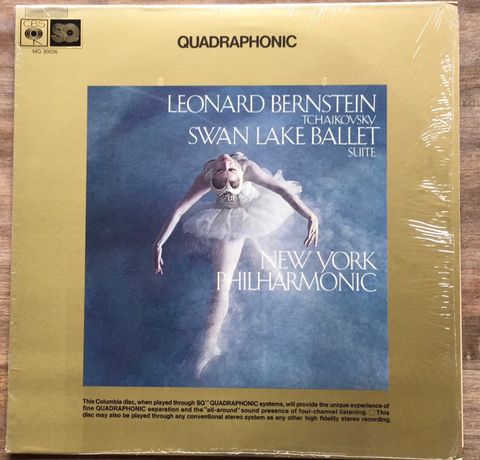 CBS
SQ
MQ 30056
QUADRAPHONIC
LEONARD BERNSTEIN
TCHAIKOVSKY
SWAN LAKE BALLET
SUITE
NEW YORK
PHILHARMONIC
This Columbia disc, when played through SQ™ QUADRAPHONIC systems, will provide the unique experience of
fine QUADRAPHONIC separation and the "all-around" sound presence of four-channel listening. This
disc may also be played through any conventional stereo system as any other high fidelity stereo recording.